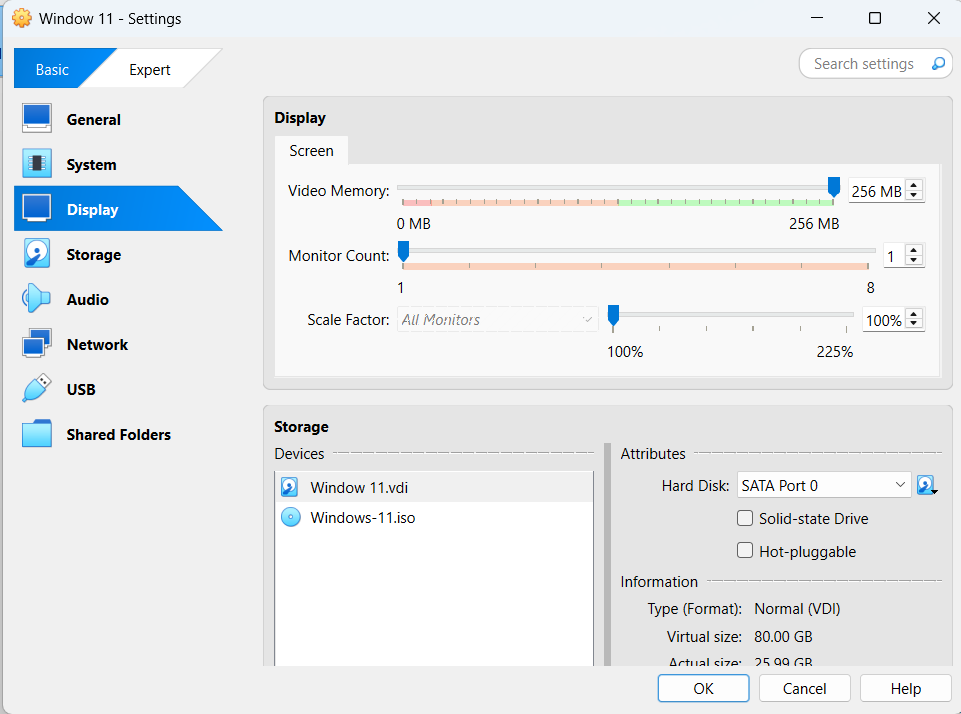 Window 11 - Settings
Basic
Expert
Search settings
General
System
Display
Storage
Audio
Network
USB
Shared Folders
Display
Screen
Video Memory:
256 MB
0 MB
256 MB
Monitor Count:
1
1
8
Scale Factor:
All Monitors
100%
100%
225%
Storage
Devices
Window 11.vdi
Windows-11.iso
Attributes
Hard Disk:
SATA Port 0
Solid-state Drive
Hot-pluggable
Information
Type (Format): Normal (VDI)
Virtual size: 80.00 GB
Actual size: 25.99 GB
OK
Cancel
Help